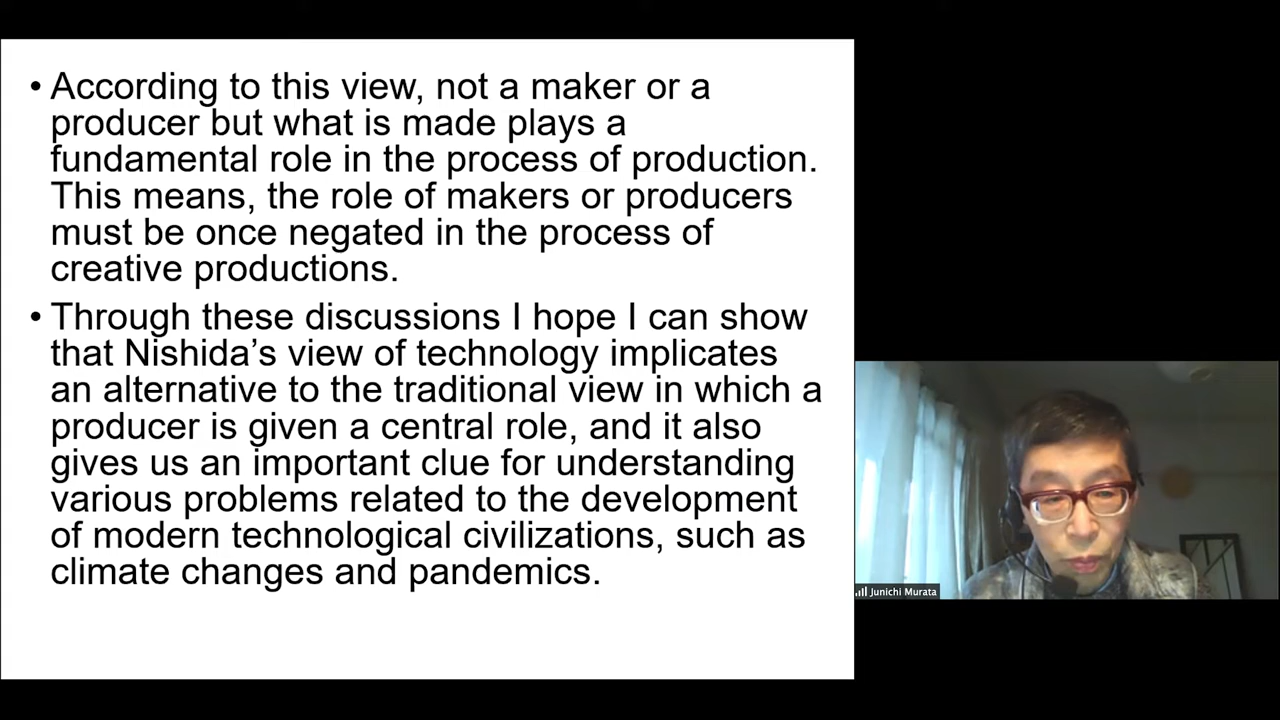 • According to this view, not a maker or a
producer but what is made plays a
fundamental role in the process of production.
This means, the role of makers or producers
must be once negated in the process of
creative productions.
• Through these discussions I hope I can show
that Nishida's view of technology implicates
an alternative to the traditional view in which a
producer is given a central role, and it also
gives us an important clue for understanding
various problems related to the development
of modern technological civilizations, such as
climate changes and pandemics.
Junichi Murata